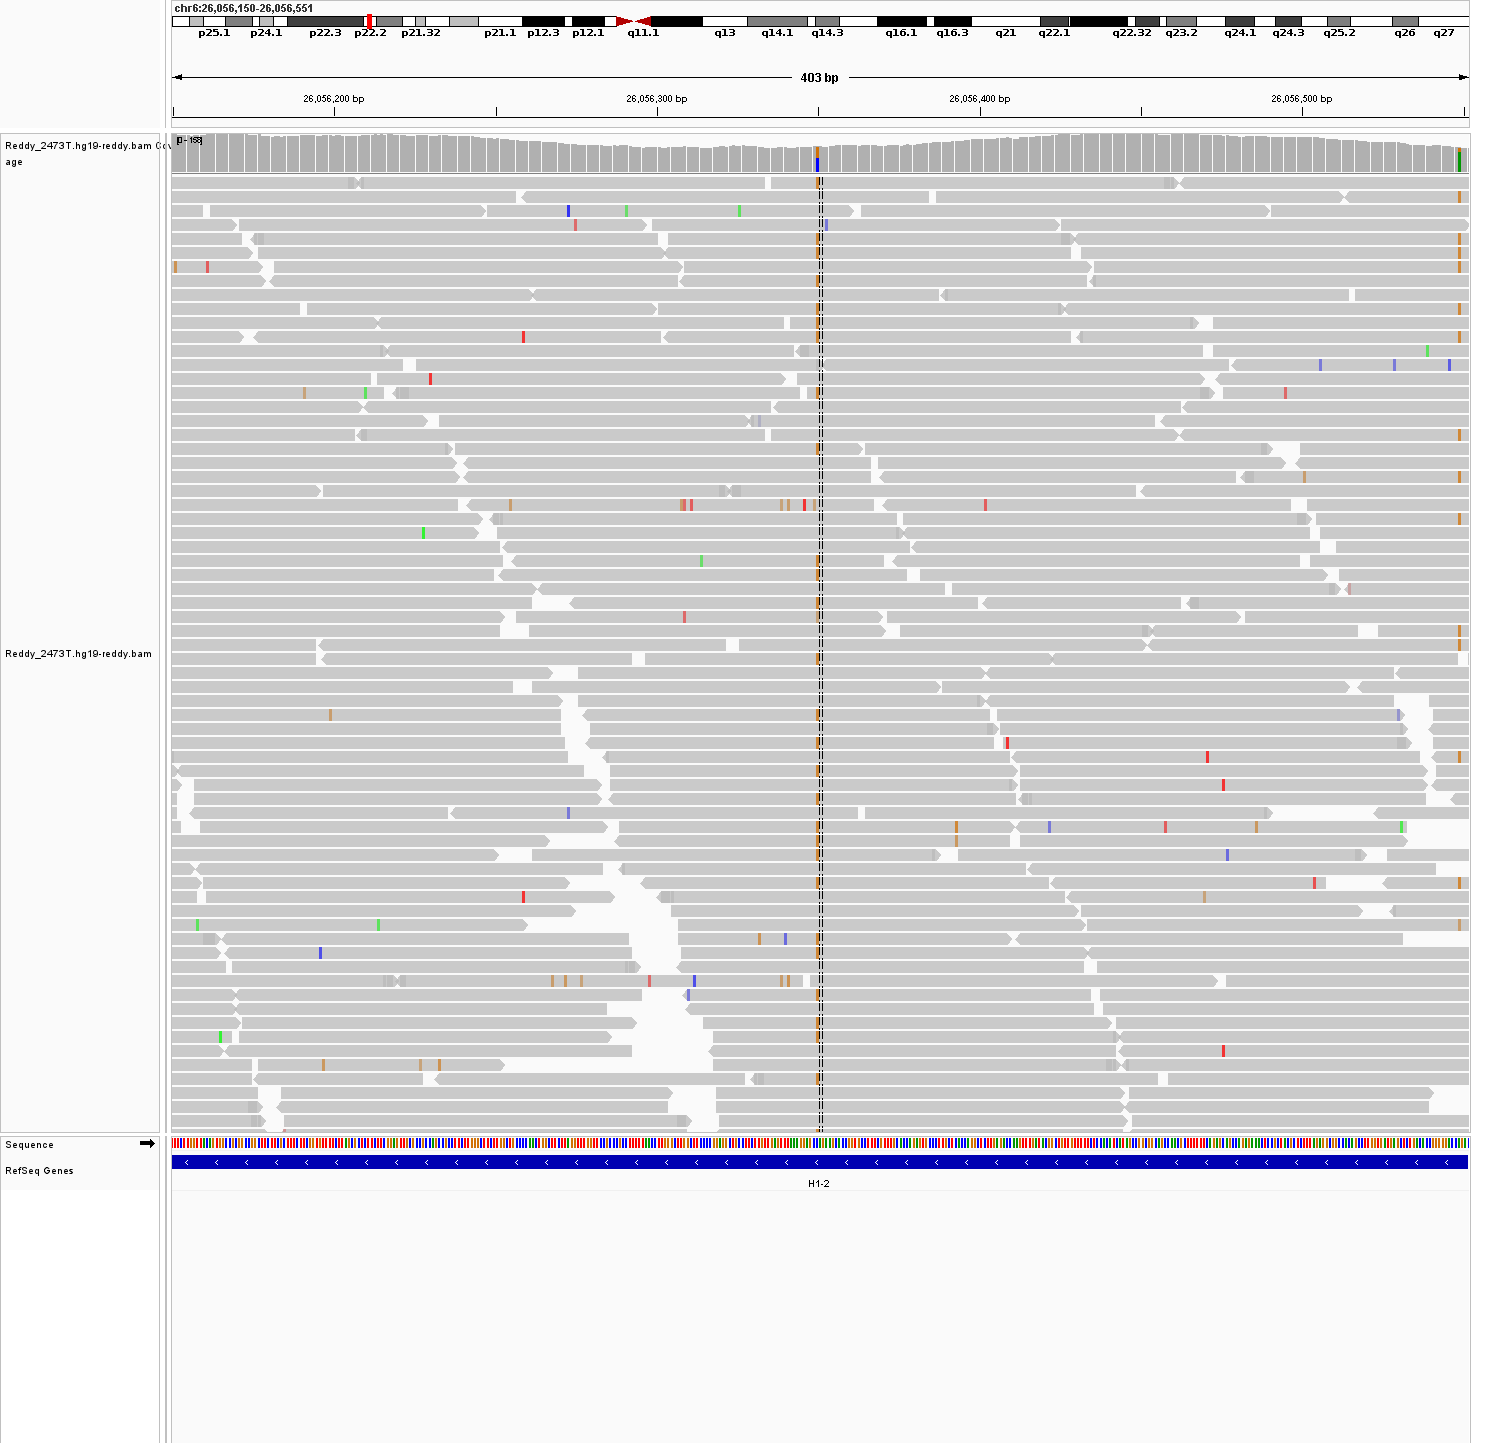 chr6:26,056,150-26,056,551
p25.1 p24.1 p22.3 p22.2 p21.32 p21.1 p12.3 p12.1 q11.1 q13 q14.1 q14.3 q16.1 q16.3 q21 q22.1 q22.32 q23.2 q24.1 q24.3 q25.2 q26 q27
403 bp
26,056,200 bp 26,056,300 bp 26,056,400 bp 26,056,500 bp
Reddy_2473T.hg19-reddy.bam Cov
age
Reddy_2473T.hg19-reddy.bam
Sequence
RefSeq Genes
H1-2